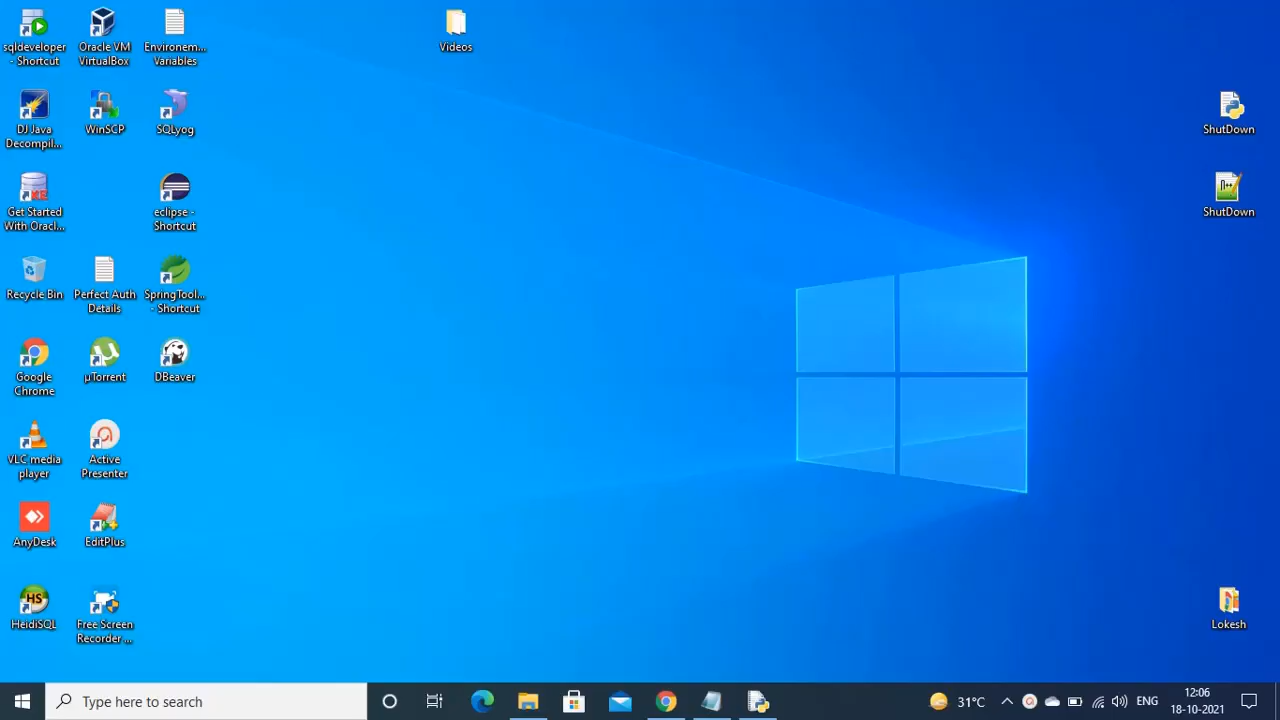 sqldeveloper
- Shortcut
Oracle VM
VirtualBox
Environem...
Variables
Videos
DJ Java
Decompil...
WinSCP
SQLyog
ShutDown
Get Started
With Oracl...
eclipse -
Shortcut
ShutDown
Recycle Bin
Perfect Auth
Details
SpringTool...
- Shortcut
Google
Chrome
µTorrent
DBeaver
VLC media
player
Active
Presenter
AnyDesk
EditPlus
HS
HeidiSQL
Free Screen
Recorder ...
Lokesh
Type here to search
31°C
ENG
12:06
18-10-2021